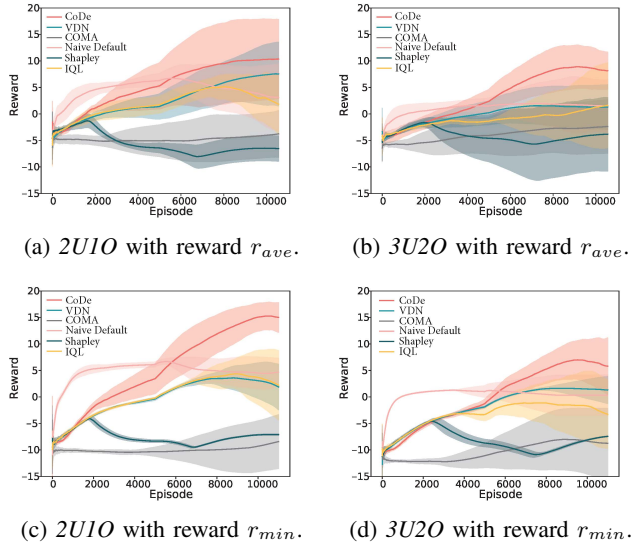 20
15
10
5
0
−5
−10
−15
Reward
CoDe
VDN
COMA
Naive Default
Shapley
IQL
0 2000 4000 6000 8000 10000
Episode
(a) 2U1O with reward r_ave.
20
15
10
5
0
−5
−10
−15
Reward
CoDe
VDN
COMA
Naive Default
Shapley
IQL
0 2000 4000 6000 8000 10000
Episode
(b) 3U2O with reward r_ave.
20
15
10
5
0
−5
−10
−15
Reward
CoDe
VDN
COMA
Naive Default
Shapley
IQL
0 2000 4000 6000 8000 10000
Episode
(c) 2U1O with reward r_min.
20
15
10
5
0
−5
−10
−15
Reward
CoDe
VDN
COMA
Naive Default
Shapley
IQL
0 2000 4000 6000 8000 10000
Episode
(d) 3U2O with reward r_min.